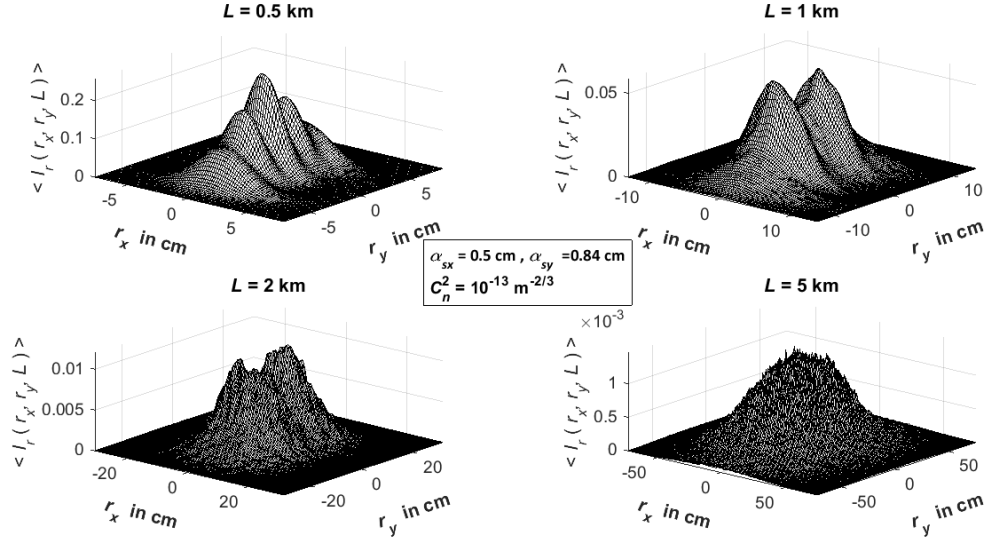 L = 0.5 km
< I_r ( r_x, r_y, L ) >
0.2
0.1
0
-5
0
5
r_x in cm
-5
0
5
r_y in cm
L = 1 km
< I_r ( r_x, r_y, L ) >
0.05
0
-10
0
10
r_x in cm
-10
0
10
r_y in cm
α_sx = 0.5 cm , α_sy =0.84 cm
C_n^2 = 10^-13 m^-2/3
L = 2 km
< I_r ( r_x, r_y, L ) >
0.01
0.005
0
-20
0
20
r_x in cm
-20
0
20
r_y in cm
L = 5 km
×10^-3
< I_r ( r_x, r_y, L ) >
1
0.5
0
-50
0
50
r_x in cm
-50
0
50
r_y in cm